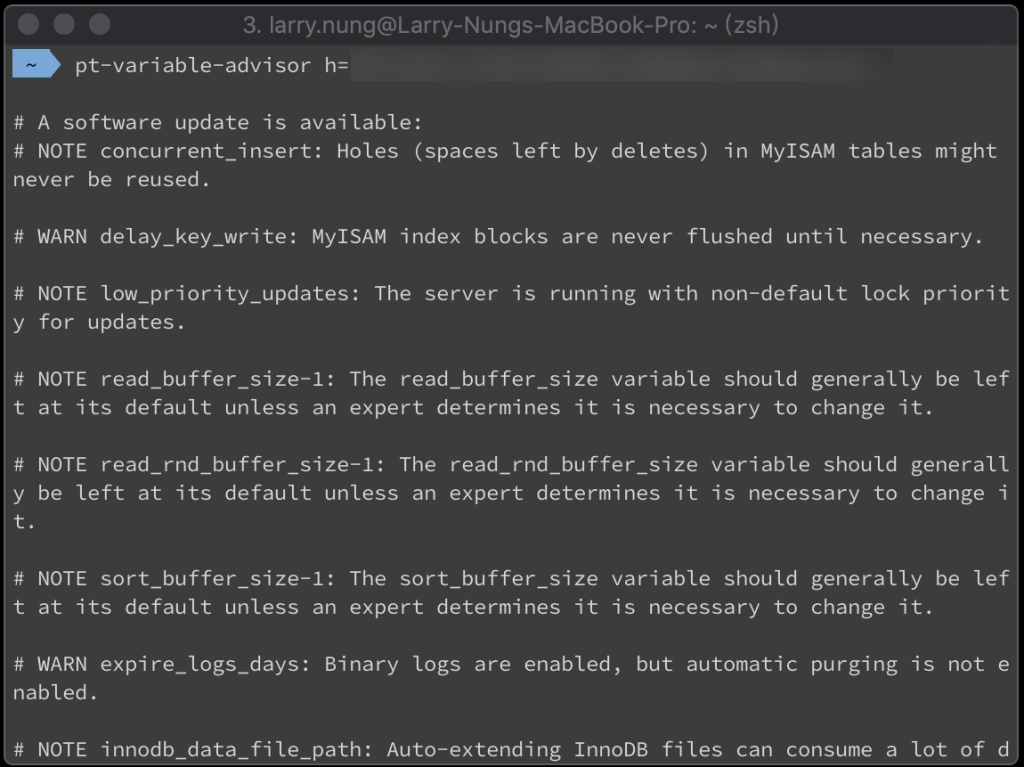 3. larry.nung@Larry-Nungs-MacBook-Pro: ~ (zsh)
~ pt-variable-advisor h=
# A software update is available:
# NOTE concurrent_insert: Holes (spaces left by deletes) in MyISAM tables might
never be reused.
# WARN delay_key_write: MyISAM index blocks are never flushed until necessary.
# NOTE low_priority_updates: The server is running with non-default lock priorit
y for updates.
# NOTE read_buffer_size-1: The read_buffer_size variable should generally be lef
t at its default unless an expert determines it is necessary to change it.
# NOTE read_rnd_buffer_size-1: The read_rnd_buffer_size variable should generall
y be left at its default unless an expert determines it is necessary to change i
t.
# NOTE sort_buffer_size-1: The sort_buffer_size variable should generally be lef
t at its default unless an expert determines it is necessary to change it.
# WARN expire_logs_days: Binary logs are enabled, but automatic purging is not e
nabled.
# NOTE innodb_data_file_path: Auto-extending InnoDB files can consume a lot of d